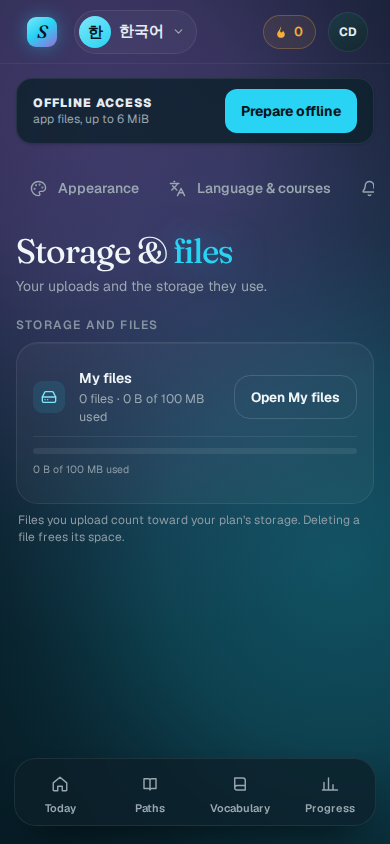 S
한 한국어
0
CD
OFFLINE ACCESS
app files, up to 6 MiB
Prepare offline
Appearance
Language & courses
Storage & files
Your uploads and the storage they use.
STORAGE AND FILES
My files
0 files · 0 B of 100 MB
used
Open My files
0 B of 100 MB used
Files you upload count toward your plan's storage. Deleting a
file frees its space.
Today
Paths
Vocabulary
Progress